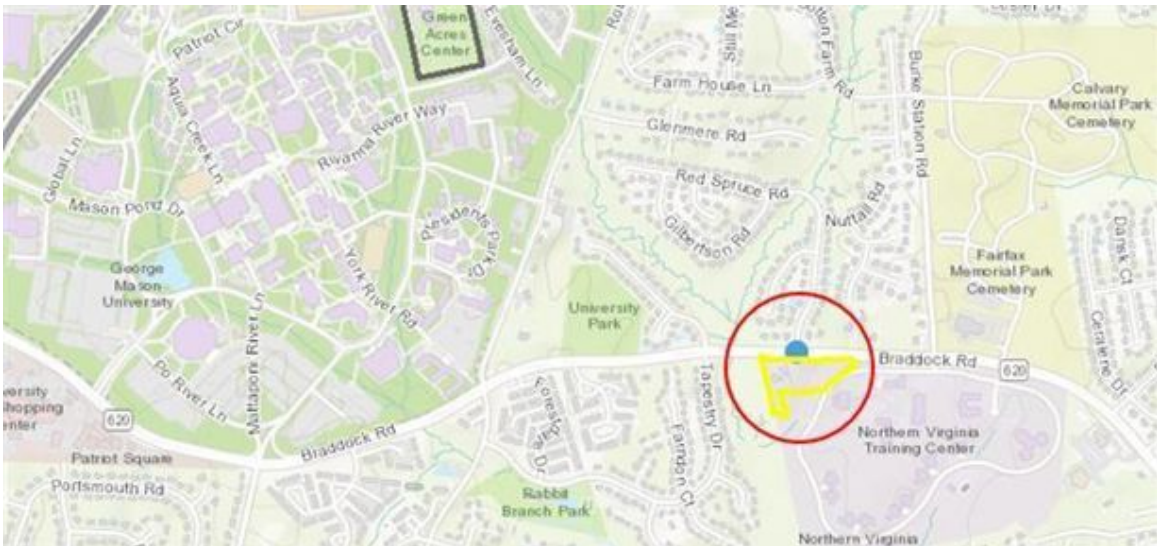 Green
Acres
Center
Evesham Ln
Patriot Cir
Aqua Creek Ln
Rivanna River Way
Global Ln
Mason Pond Dr
Presidents Park Dr
George
Mason
University
York River Rd
Mattaponi River Ln
Po River Ln
Farm House Ln
Glenmere Rd
Red Spruce Rd
Gilbertson Rd
Nuttall Rd
Burke Station Rd
Calvary
Memorial Park
Cemetery
Fairfax
Memorial Park
Cemetery
Dansk Ct
University
Park
Braddock Rd
620
620
Braddock Rd
Tapestry Dr
Farndon Ct
Northern Virginia
Training Center
Patriot Square
Portsmouth Rd
Rabbit
Branch Park
Northern Virginia